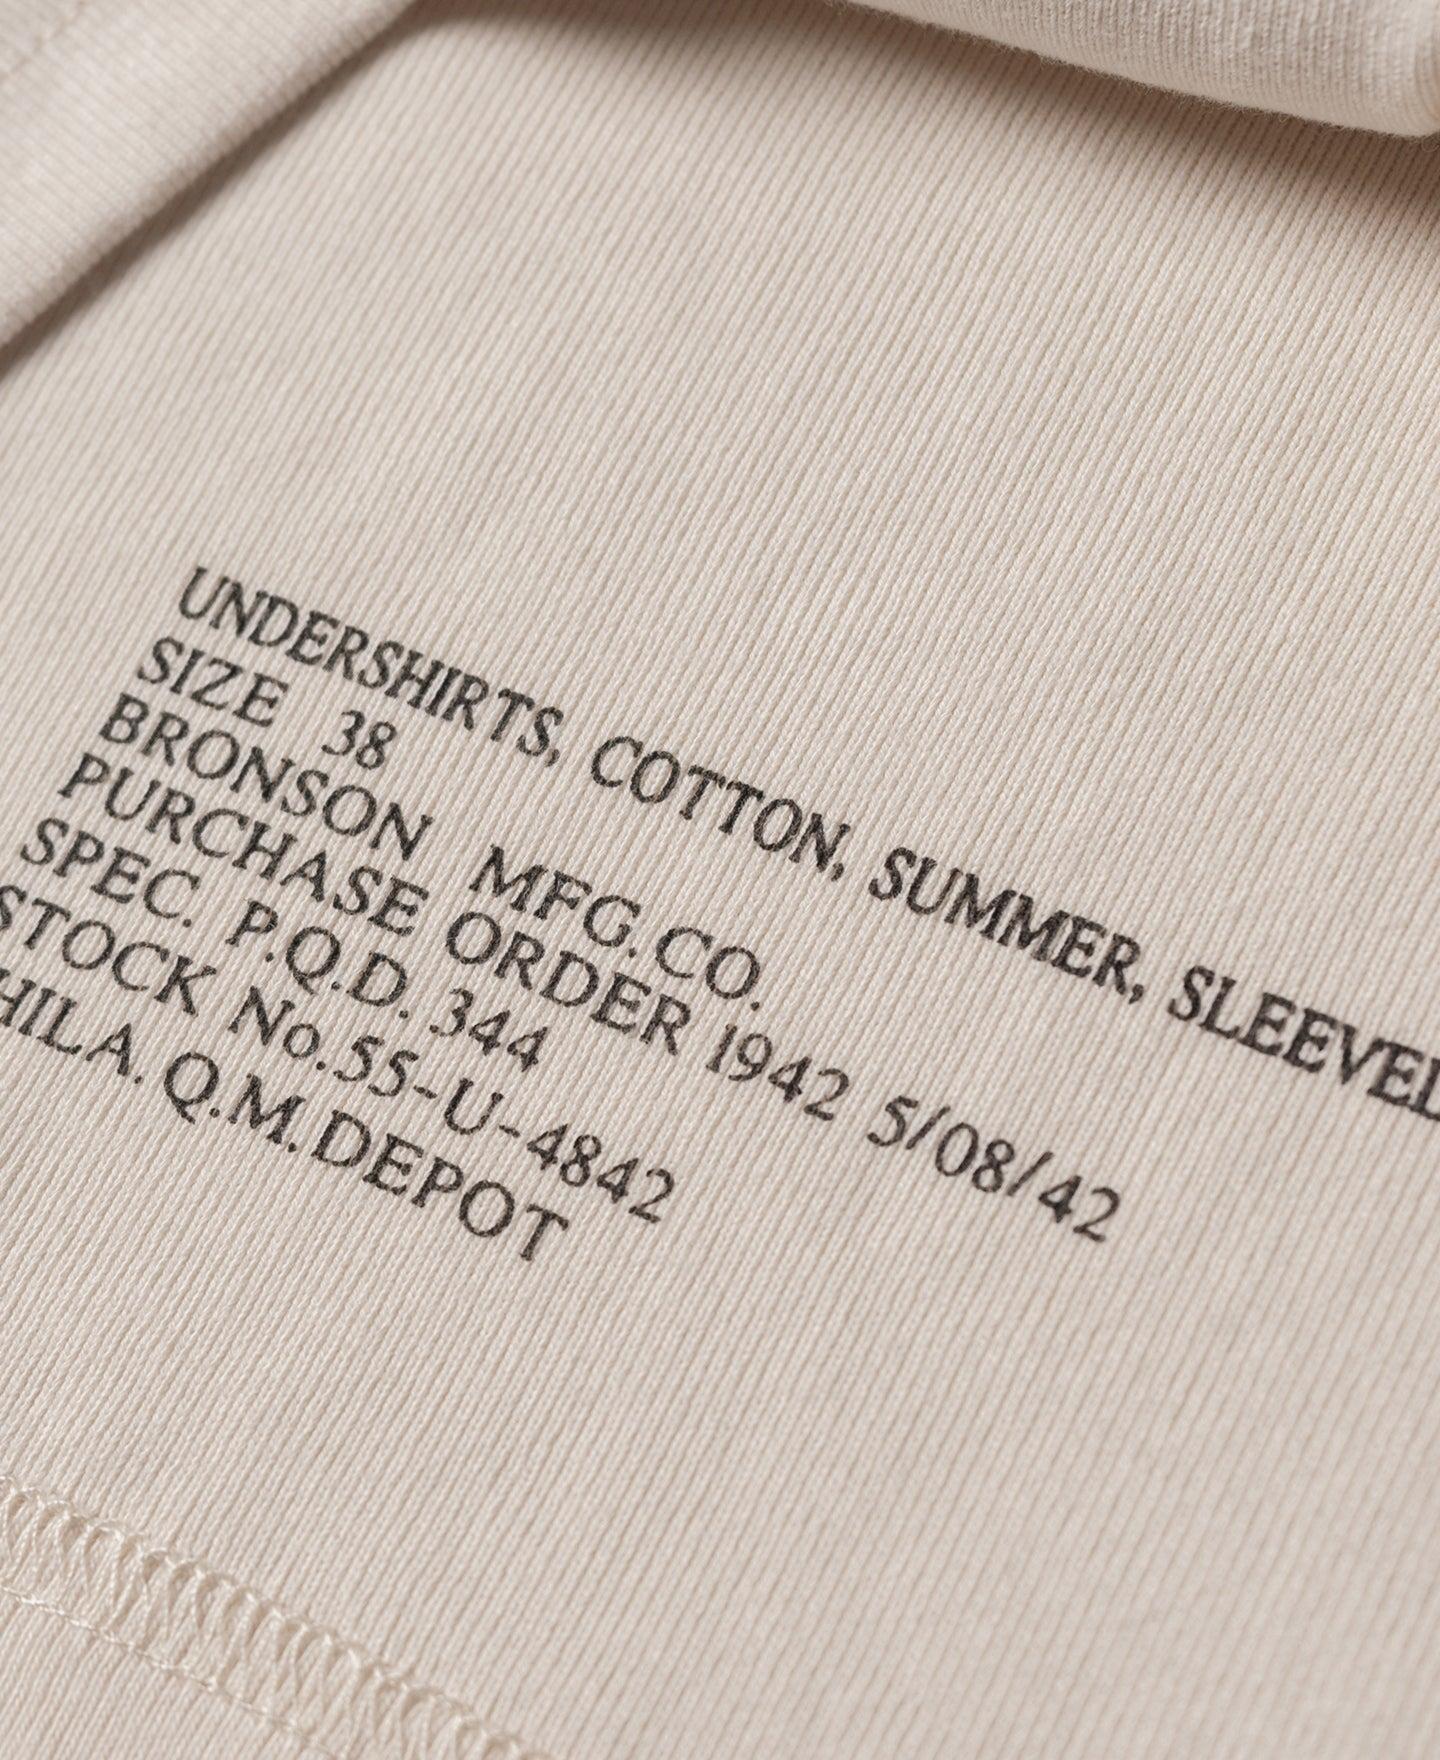 UNDERSHIRTS, COTTON, SUMMER, SLEEVEL
SIZE 38
BRONSON MFG.CO.
PURCHASE ORDER 1942 5/08/42
SPEC. P.Q.D. 344
STOCK No.55-U-4842
HILA. Q.M.DEPOT